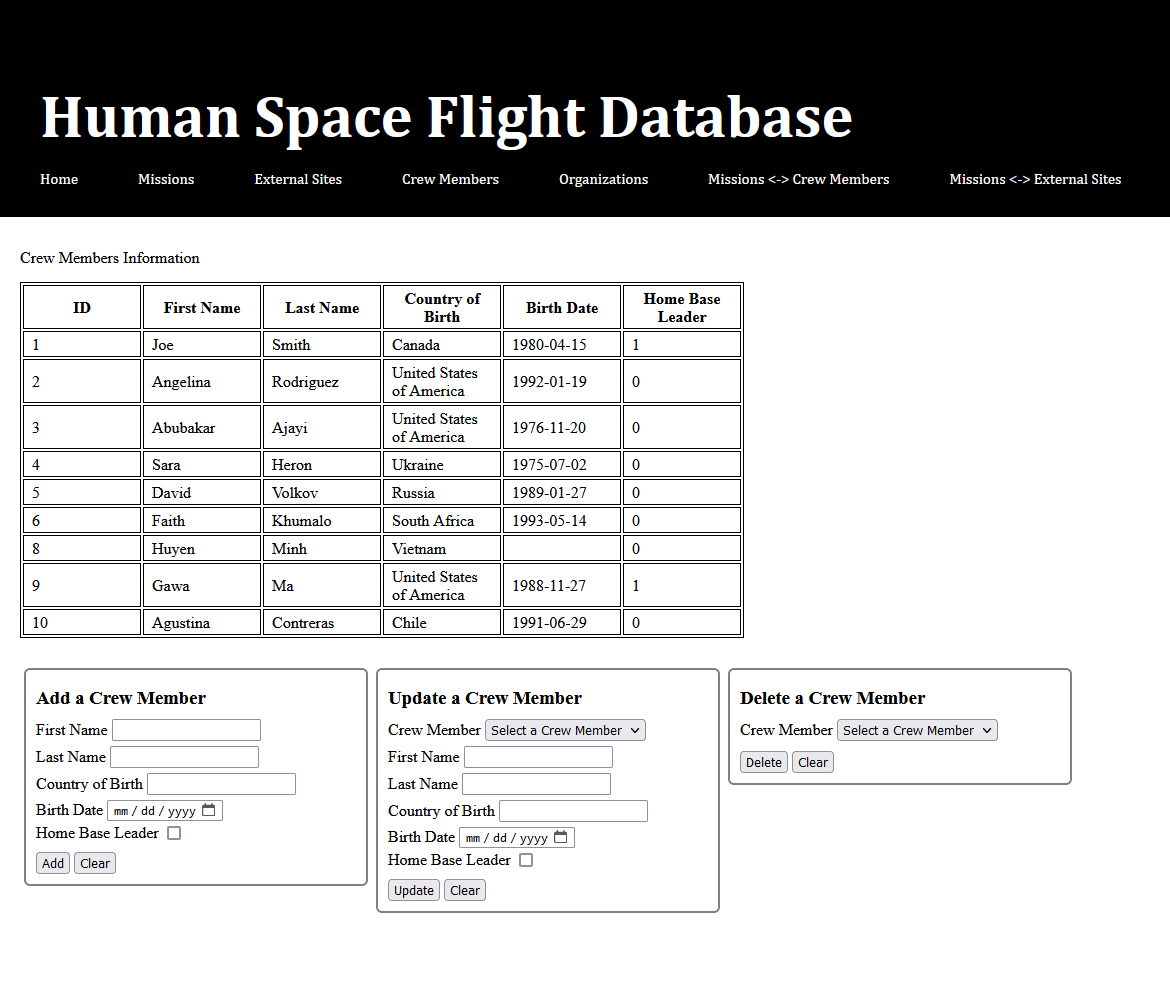 Human Space Flight Database
Home Missions External Sites Crew Members Organizations Missions <-> Crew Members Missions <-> External Sites
Crew Members Information
ID First Name Last Name Country of Birth Birth Date Home Base Leader
1 Joe Smith Canada 1980-04-15 1
2 Angelina Rodriguez United States of America 1992-01-19 0
3 Abubakar Ajayi United States of America 1976-11-20 0
4 Sara Heron Ukraine 1975-07-02 0
5 David Volkov Russia 1989-01-27 0
6 Faith Khumalo South Africa 1993-05-14 0
8 Huyen Minh Vietnam 0
9 Gawa Ma United States of America 1988-11-27 1
10 Agustina Contreras Chile 1991-06-29 0
Add a Crew Member
First Name
Last Name
Country of Birth
Birth Date mm / dd / yyyy
Home Base Leader
Add Clear
Update a Crew Member
Crew Member Select a Crew Member
First Name
Last Name
Country of Birth
Birth Date mm / dd / yyyy
Home Base Leader
Update Clear
Delete a Crew Member
Crew Member Select a Crew Member
Delete Clear